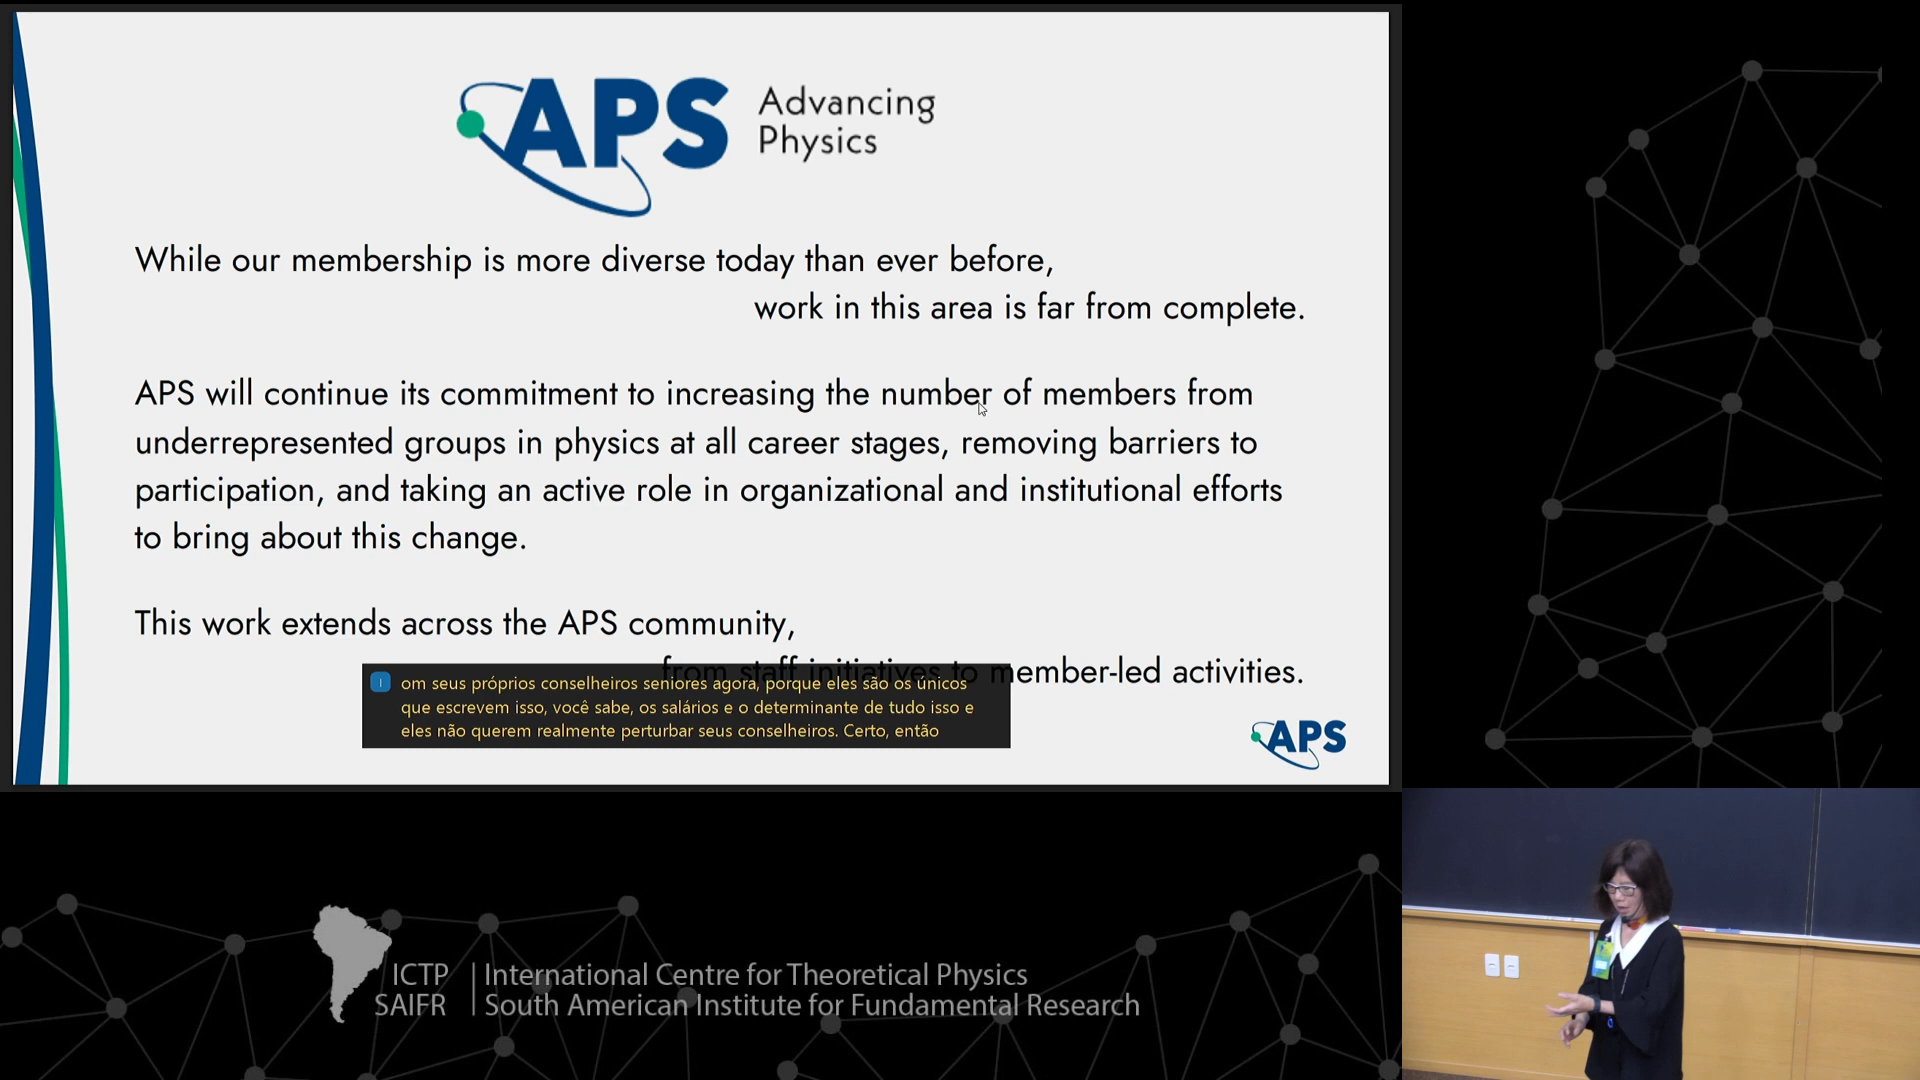 APS Advancing
Physics
While our membership is more diverse today than ever before,
work in this area is far from complete.
APS will continue its commitment to increasing the number of members from
underrepresented groups in physics at all career stages, removing barriers to
participation, and taking an active role in organizational and institutional efforts
to bring about this change.
This work extends across the APS community,
from staff initiatives to member-led activities.
I om seus próprios conselheiros seniores agora, porque eles são os únicos
que escrevem isso, você sabe, os salários e o determinante de tudo isso e
eles não querem realmente perturbar seus conselheiros. Certo, então
APS
ICTP | International Centre for Theoretical Physics
SAIFR | South American Institute for Fundamental Research